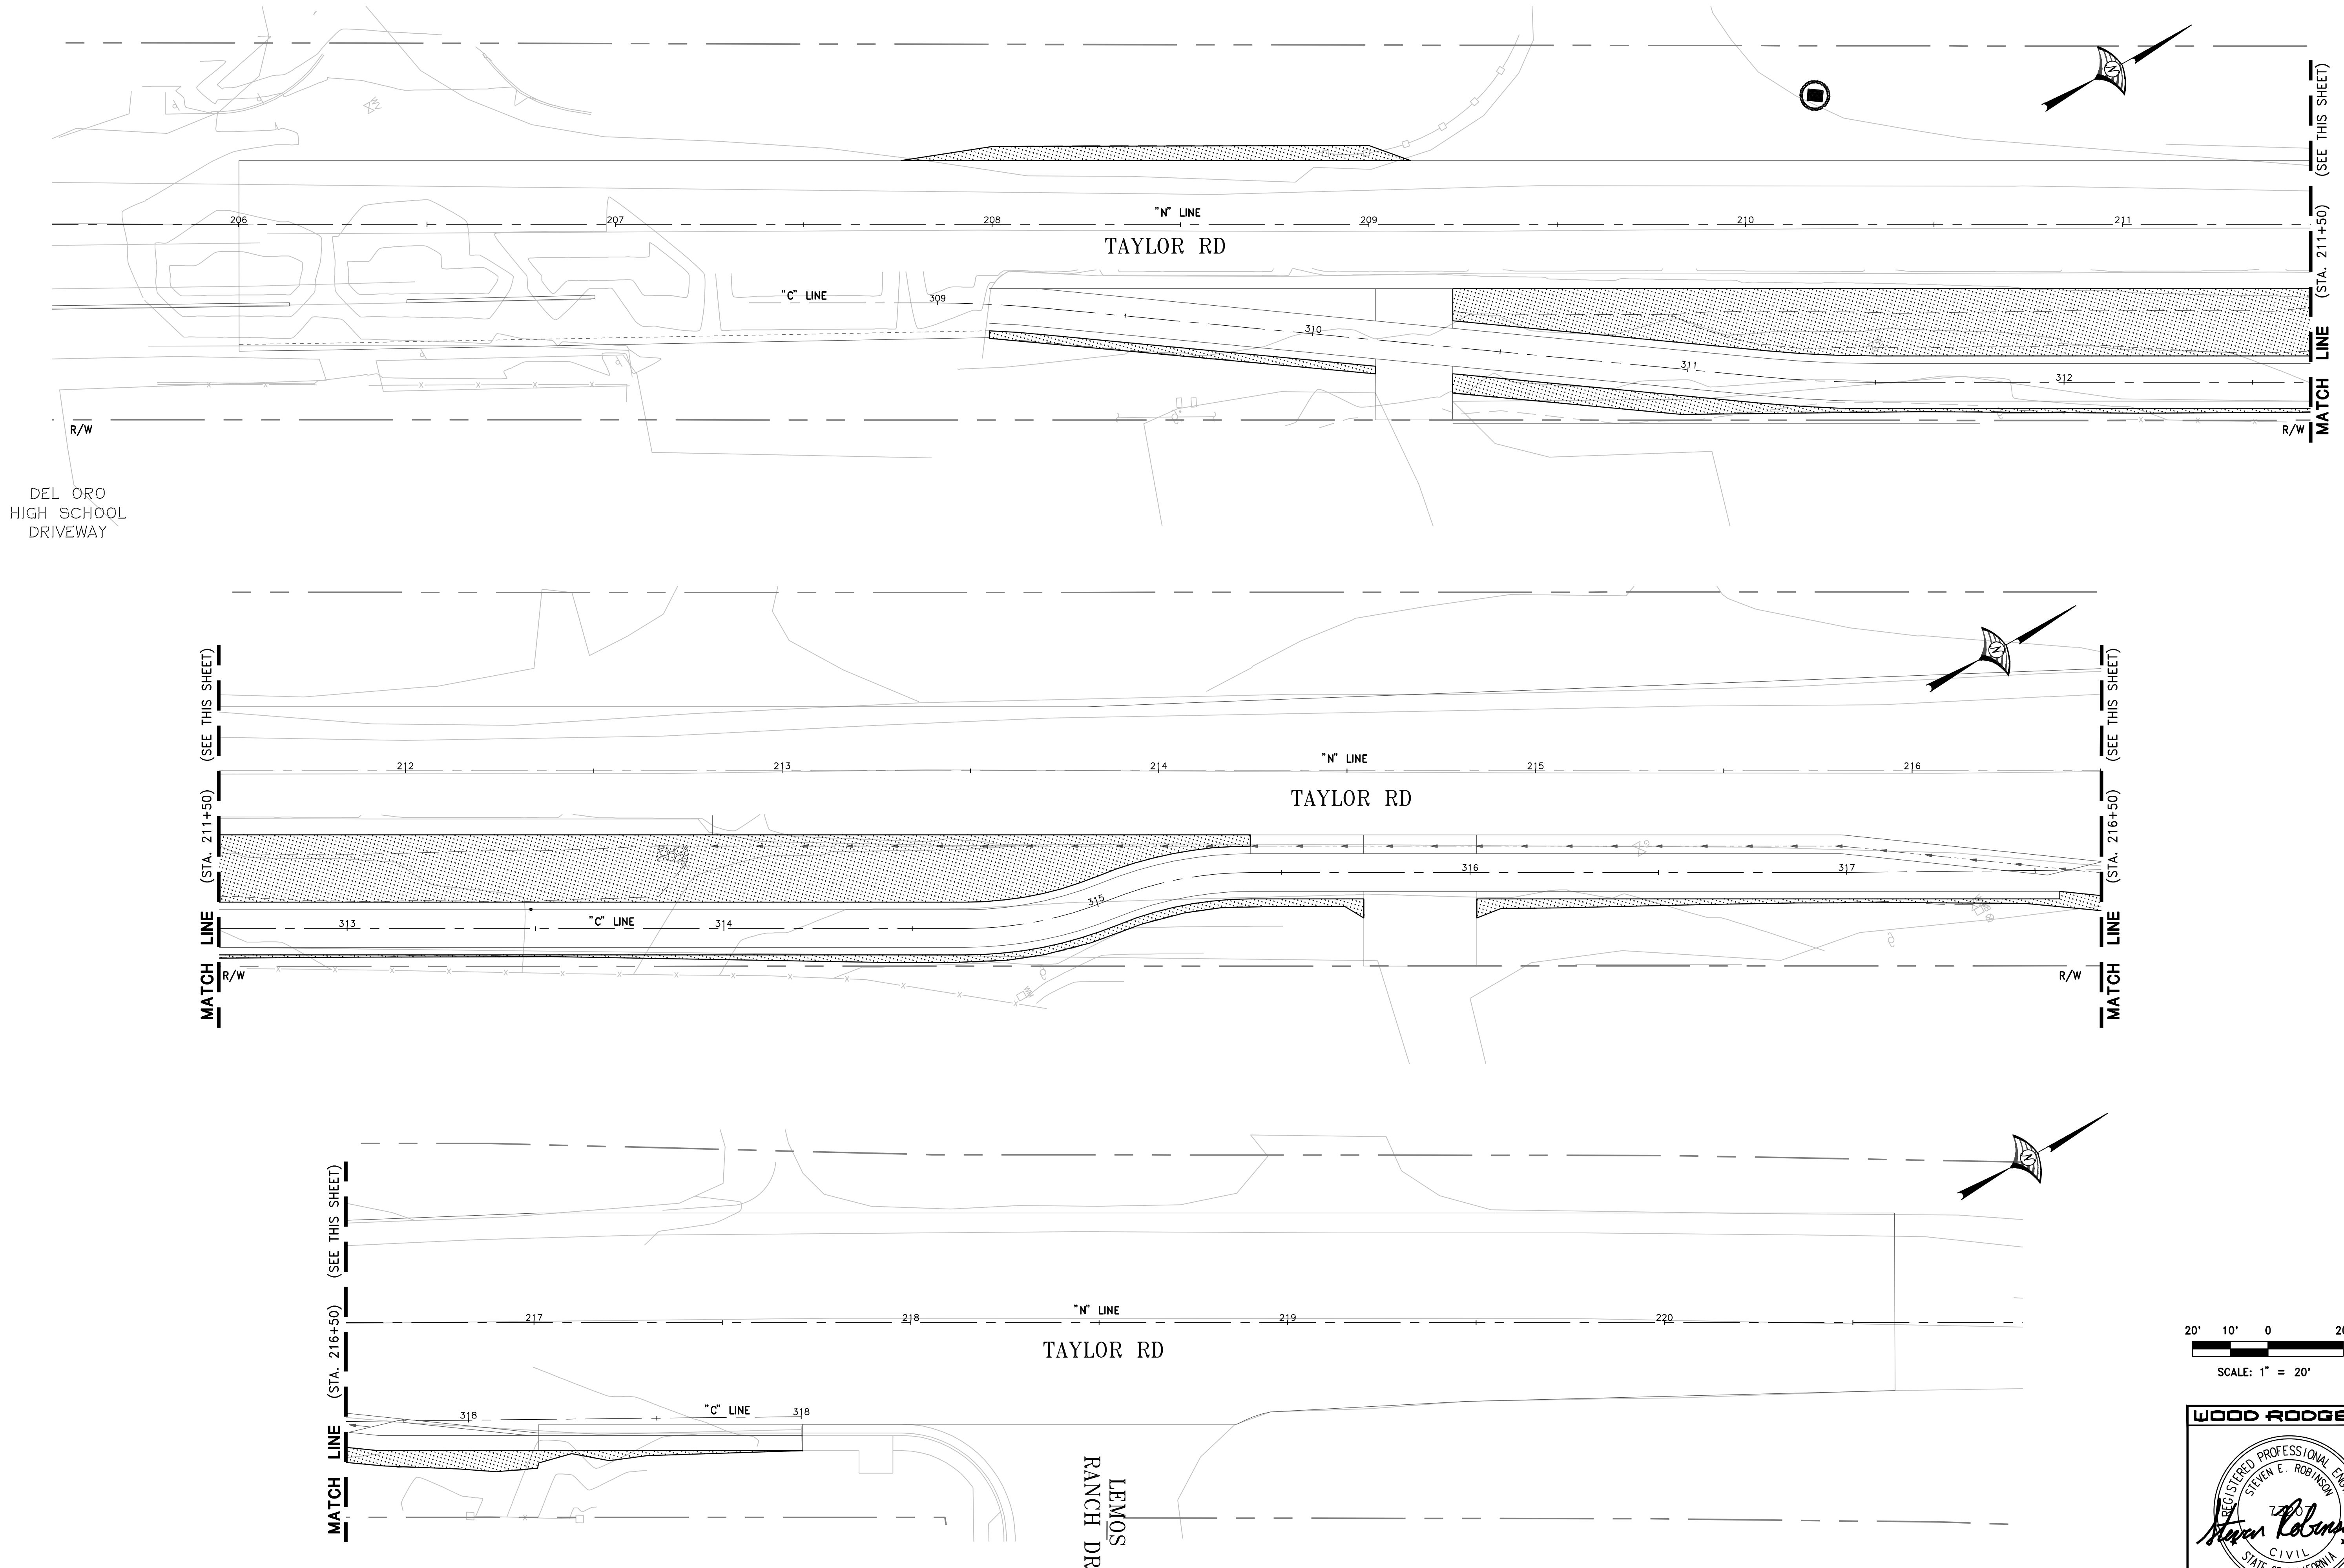 (SEE THIS SHEET)
"N" LINE
206 207 208 209 210 211
TAYLOR RD
(STA. 211+50)
"C" LINE
309
310
311
312
MATCH LINE
R/W
R/W
DEL ORO
HIGH SCHOOL
DRIVEWAY
N
(SEE THIS SHEET)
(SEE THIS SHEET)
"N" LINE
212 213 214 215 216
TAYLOR RD
(STA. 211+50)
(STA. 216+50)
316 317
315
"C" LINE
313 314
MATCH LINE
MATCH LINE
R/W
R/W
N
(SEE THIS SHEET)
"N" LINE
217 218 219 220
TAYLOR RD
(STA. 216+50)
"C" LINE
318 318
MATCH LINE
LEMOS
RANCH DR
N
20' 10' 0
SCALE: 1" = 20'
WOOD RODGE
REGISTERED PROFESSIONAL
STEVEN E. ROBINSON
Steven Robins
CIVIL